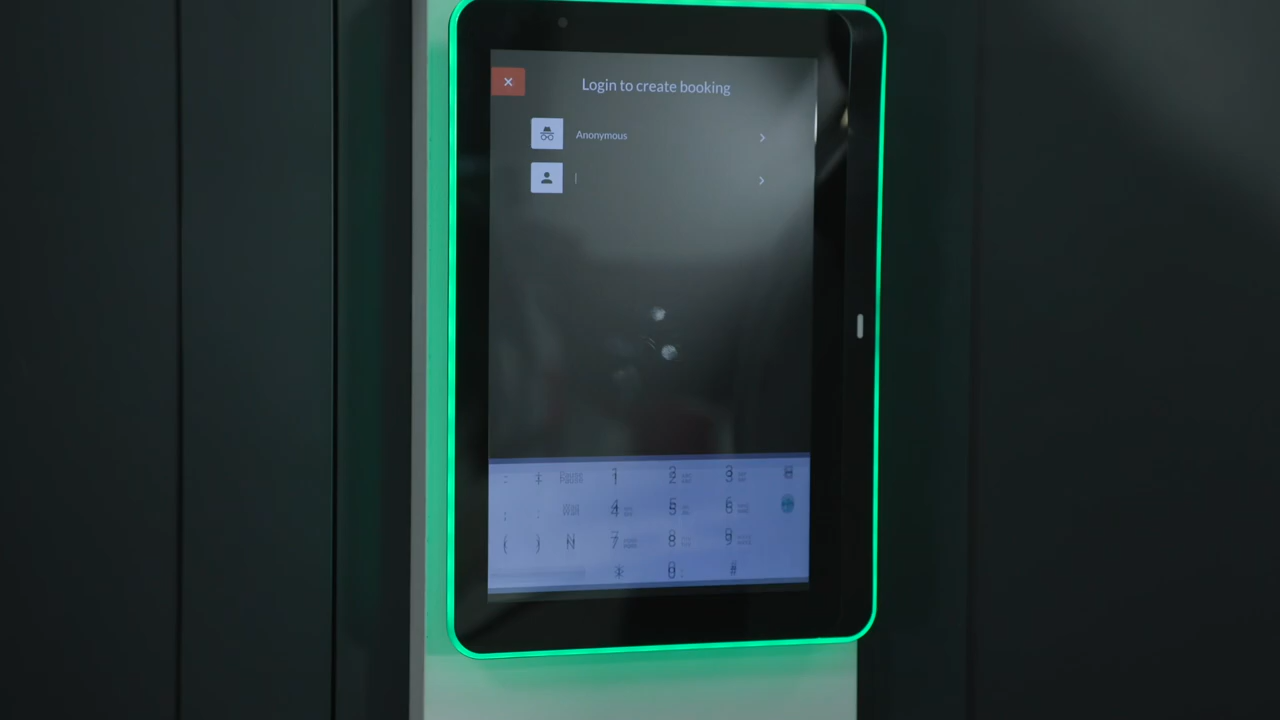 Login to create booking
Anonymous
1 2 3
4 5 6
( ) N 7 8 9
* 0 #